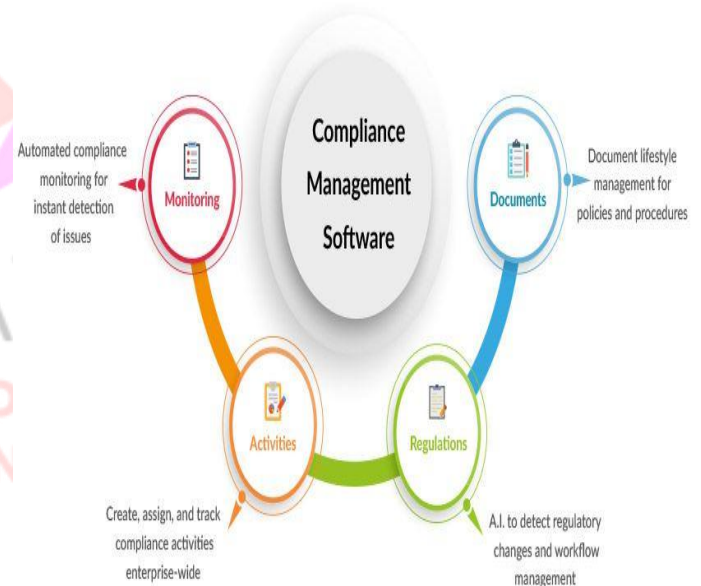 Compliance
Management
Software
Monitoring
Automated compliance
monitoring for
instant detection
of issues
Documents
Document lifestyle
management for
policies and procedures
Activities
Create, assign, and track
compliance activities
enterprise-wide
Regulations
A.I. to detect regulatory
changes and workflow
management